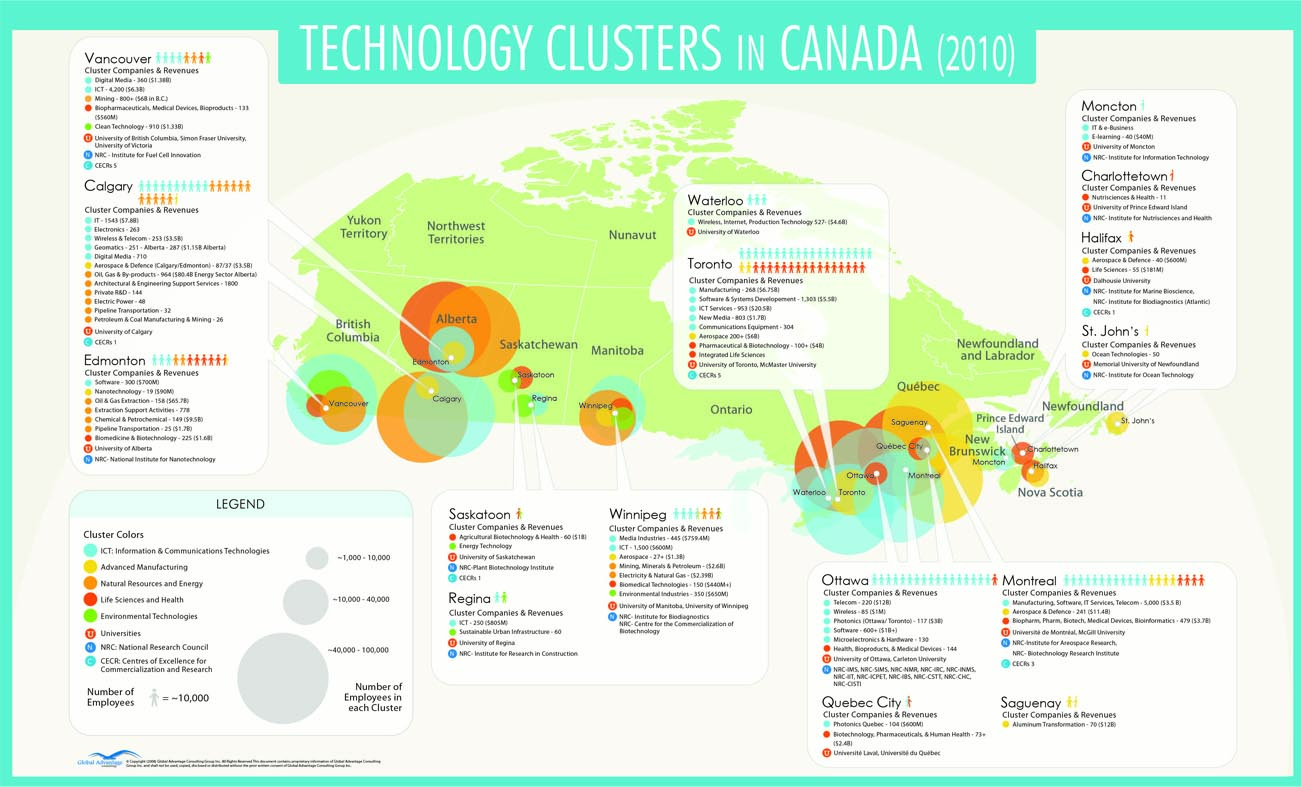 TECHNOLOGY CLUSTERS IN CANADA (2010)
Vancouver
Cluster Companies & Revenues
Digital Media - 360 ($1.38B)
ICT - 4,200 ($6.3B)
Mining - 800+ ($6B in B.C.)
Biopharmaceuticals, Medical Devices, Bioproducts - 133
($560M)
Clean Technology - 910 ($1.33B)
U University of British Columbia, Simon Fraser University,
University of Victoria
N NRC - Institute for Fuel Cell Innovation
C CECRs 5
Calgary
Cluster Companies & Revenues
IT - 1543 ($7.8B)
Electronics - 263
Wireless & Telecom - 253 ($3.5B)
Geomatics - 251 - Alberta - 287 ($1.15B Alberta)
Digital Media - 710
Aerospace & Defence (Calgary/Edmonton) - 87/37 ($3.5B)
Oil, Gas & By-products - 964 ($80.4B Energy Sector Alberta)
Architectural & Engineering Support Services - 1800
Private R&D - 144
Electric Power - 48
Pipeline Transportation - 32
Petroleum & Coal Manufacturing & Mining - 26
U University of Calgary
C CECRs 1
Edmonton
Cluster Companies & Revenues
Software - 300 ($700M)
Nanotechnology - 19 ($90M)
Oil & Gas Extraction - 158 ($65.7B)
Extraction Support Activities - 778
Chemical & Petrochemical - 149 ($9.5B)
Pipeline Transportation - 25 ($1.7B)
Biomedicine & Biotechnology - 225 ($1.6B)
U University of Alberta
N NRC- National Institute for Nanotechnology
Yukon
Territory
Northwest
Territories
Nunavut
British
Columbia
Alberta
Saskatchewan
Manitoba
Ontario
Québec
Newfoundland
and Labrador
Newfoundland
Prince Edward
Island
New
Brunswick
Nova Scotia
Edmonton
Calgary
Vancouver
Saskatoon
Regina
Winnipeg
Saguenay
Québec City
Ottawa
Montreal
Waterloo
Toronto
Moncton
Charlottetown
Halifax
St. John's
Waterloo
Cluster Companies & Revenues
Wireless, Internet, Production Technology 527- ($4.6B)
U University of Waterloo
Toronto
Cluster Companies & Revenues
Manufacturing - 268 ($6.75B)
Software & Systems Developement - 1,303 ($5.5B)
ICT Services - 953 ($20.5B)
New Media - 803 ($1.7B)
Communications Equipment - 304
Aerospace 200+ ($6B)
Pharmaceutical & Biotechnology - 100+ ($4B)
Integrated Life Sciences
U University of Toronto, McMaster University
C CECRs 5
Moncton
Cluster Companies & Revenues
IT & e-Business
E-learning - 40 ($40M)
U University of Moncton
N NRC- Institute for Information Technology
Charlottetown
Cluster Companies & Revenues
Nutrisciences & Health - 11
U University of Prince Edward Island
N NRC- Institute for Nutrisciences and Health
Halifax
Cluster Companies & Revenues
Aerospace & Defence - 40 ($600M)
Life Sciences - 55 ($181M)
U Dalhousie University
N NRC- Institute for Marine Bioscience,
NRC- Institute for Biodiagnostics (Atlantic)
C CECRs 1
St. John's
Cluster Companies & Revenues
Ocean Technologies - 50
U Memorial University of Newfoundland
N NRC- Institute for Ocean Technology
LEGEND
Cluster Colors
ICT: Information & Communications Technologies
Advanced Manufacturing
Natural Resources and Energy
Life Sciences and Health
Environmental Technologies
U Universities
N NRC: National Research Council
C CECR: Centres of Excellence for
Commercialization and Research
Number of
Employees
= ~10,000
~1,000 - 10,000
~10,000 - 40,000
~40,000 - 100,000
Number of
Employees in
each Cluster
Saskatoon
Cluster Companies & Revenues
Agricultural Biotechnology & Health - 60 ($1B)
Energy Technology
U University of Saskatchewan
N NRC-Plant Biotechnology Institute
C CECRs 1
Regina
Cluster Companies & Revenues
ICT - 250 ($805M)
Sustainable Urban Infrastructure - 60
U University of Regina
N NRC- Institute for Research in Construction
Winnipeg
Cluster Companies & Revenues
Media Industries - 445 ($759.4M)
ICT - 1,500 ($600M)
Aerospace - 27+ ($1.3B)
Mining, Minerals & Petroleum - ($2.6B)
Electricity & Natural Gas - ($2.39B)
Biomedical Technologies - 150 ($440M+)
Environmental Industries - 350 ($650M)
U University of Manitoba, University of Winnipeg
N NRC- Institute for Biodiagnostics
NRC- Centre for the Commercialization of
Biotechnology
Ottawa
Cluster Companies & Revenues
Telecom - 220 ($12B)
Wireless - 85 ($1M)
Photonics (Ottawa/ Toronto) - 117 ($3B)
Software - 600+ ($1B+)
Microelectronics & Hardware - 130
Health, Bioproducts, & Medical Devices - 144
U University of Ottawa, Carleton University
N NRC-IMS, NRC-SIMS, NRC-NMR, NRC-IRC, NRC-INMS,
NRC-IIT, NRC-ICPET, NRC-IBS, NRC-CSTT, NRC-CHC,
NRC-CISTI
Montreal
Cluster Companies & Revenues
Manufacturing, Software, IT Services, Telecom - 5,000 ($3.5 B)
Aerospace & Defence - 241 ($11.4B)
Biopharm, Pharm, Biotech, Medical Devices, Bioinformatics - 479 ($3.7B)
U Université de Montréal, McGill University
N NRC-Institute for Areospace Research,
NRC- Biotechnology Research Institute
C CECRs 3
Quebec City
Cluster Companies & Revenues
Photonics Quebec - 104 ($600M)
Biotechnology, Pharmaceuticals, & Human Health - 73+
($2.4B)
U Université Laval, Université du Québec
Saguenay
Cluster Companies & Revenues
Aluminum Transformation - 70 ($12B)
Global Advantage
Consulting
© Copyright (2008) Global Advantage Consulting Group Inc. All Rights Reserved This document contains proprietary information of Global Advantage Consulting
Group Inc. and shall not be used, copied, disclosed or distributed without the prior written consent of Global Advantage Consulting Group Inc.